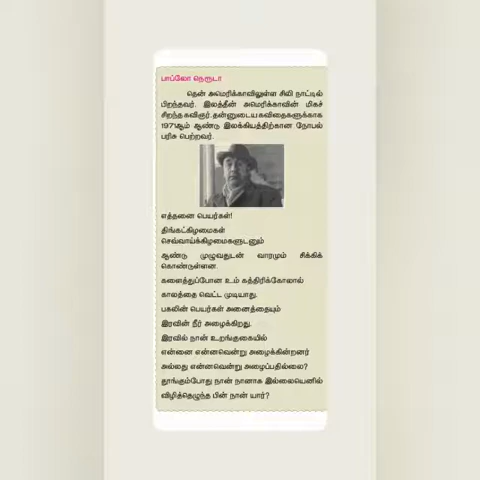 பாப்லோ நெரூடா
தென் அமெரிக்காவிலுள்ள சிலி நாட்டில்
பிறந்தவர். இலத்தீன் அமெரிக்காவின் மிகச்
சிறந்த கவிஞர். தன்னுடைய கவிதைகளுக்காக
1971ஆம் ஆண்டு இலக்கியத்திற்கான நோபல்
பரிசு பெற்றவர்.
எத்தனை பெயர்கள்!
திங்கட்கிழமைகள்
செவ்வாய்க்கிழமைகளுடனும்
ஆண்டு முழுவதுடன் வாரமும் சிக்கிக்
கொண்டுள்ளன.
களைத்துப்போன உம் கத்திரிக்கோலால்
காலத்தை வெட்ட முடியாது.
பகலின் பெயர்கள் அனைத்தையும்
இரவின் நீர் அழைக்கிறது.
இரவில் நான் உறங்குகையில்
என்னை என்னவென்று அழைக்கின்றனர்
அல்லது என்னவென்று அழைப்பதில்லை?
தூங்கும்போது நான் நானாக இல்லையெனில்
விழித்தெழுந்த பின் நான் யார்?